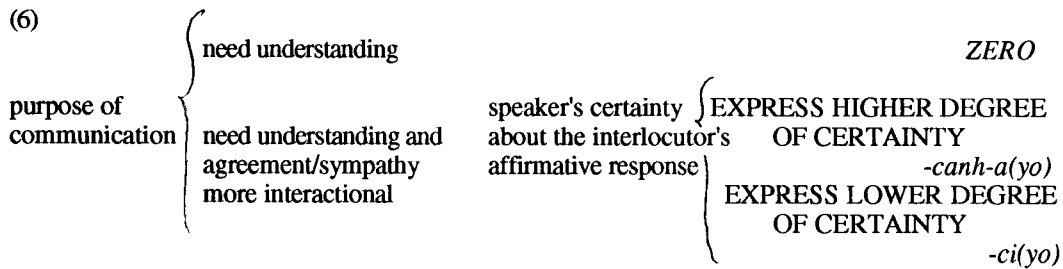 (6)
need understanding ZERO
purpose of communication
need understanding and agreement/sympathy more interactional
speaker's certainty about the interlocutor's affirmative response
EXPRESS HIGHER DEGREE
OF CERTAINTY
-canh-a(yo)
EXPRESS LOWER DEGREE
OF CERTAINTY
-ci(yo)